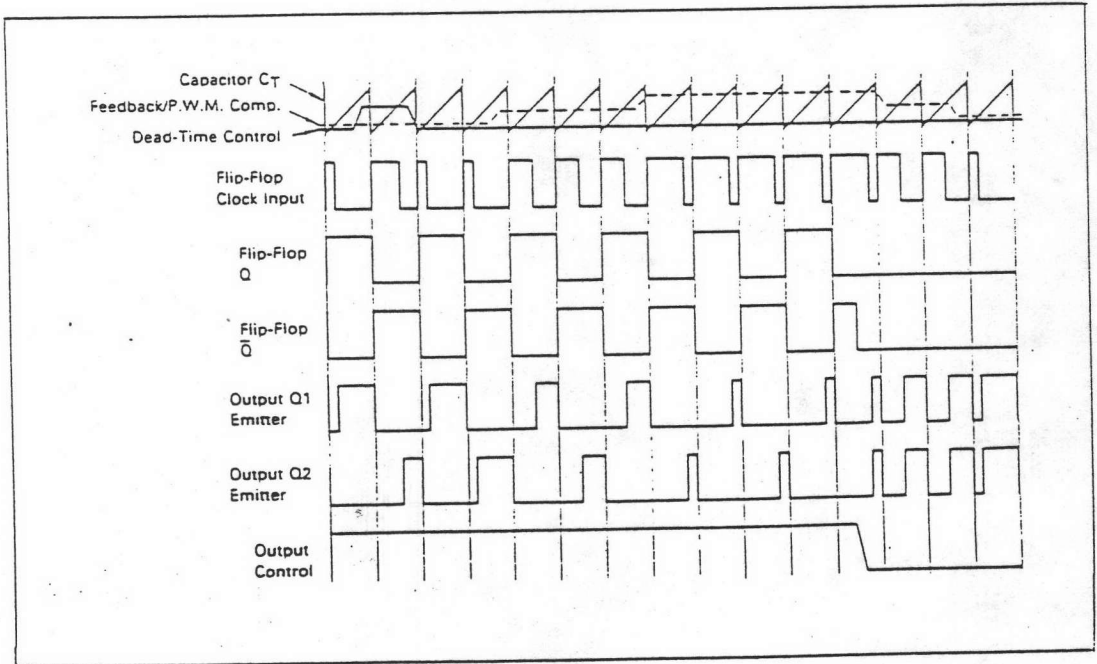 Capacitor CT
Feedback/P.W.M. Comp.
Dead-Time Control
Flip-Flop
Clock Input
Flip-Flop
Q
Flip-Flop
Q̅
Output Q1
Emitter
Output Q2
Emitter
Output
Control